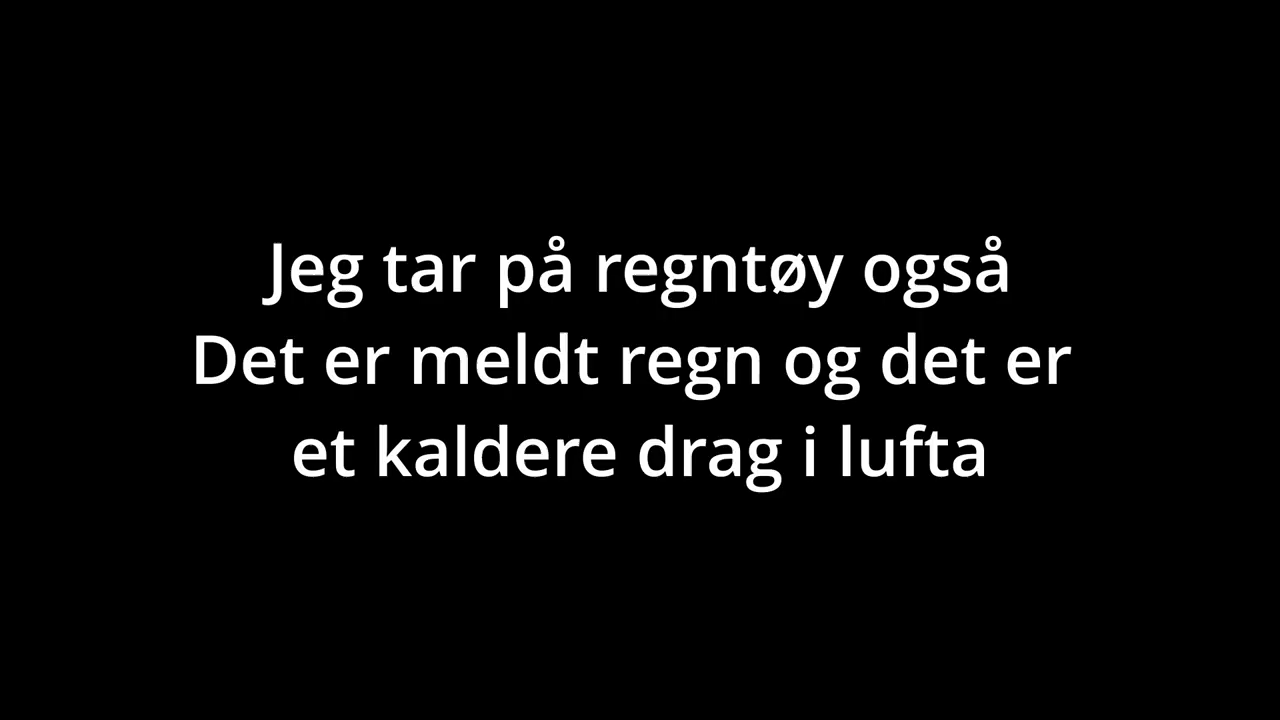 Jeg tar på regntøy også
Det er meldt regn og det er
et kaldere drag i lufta